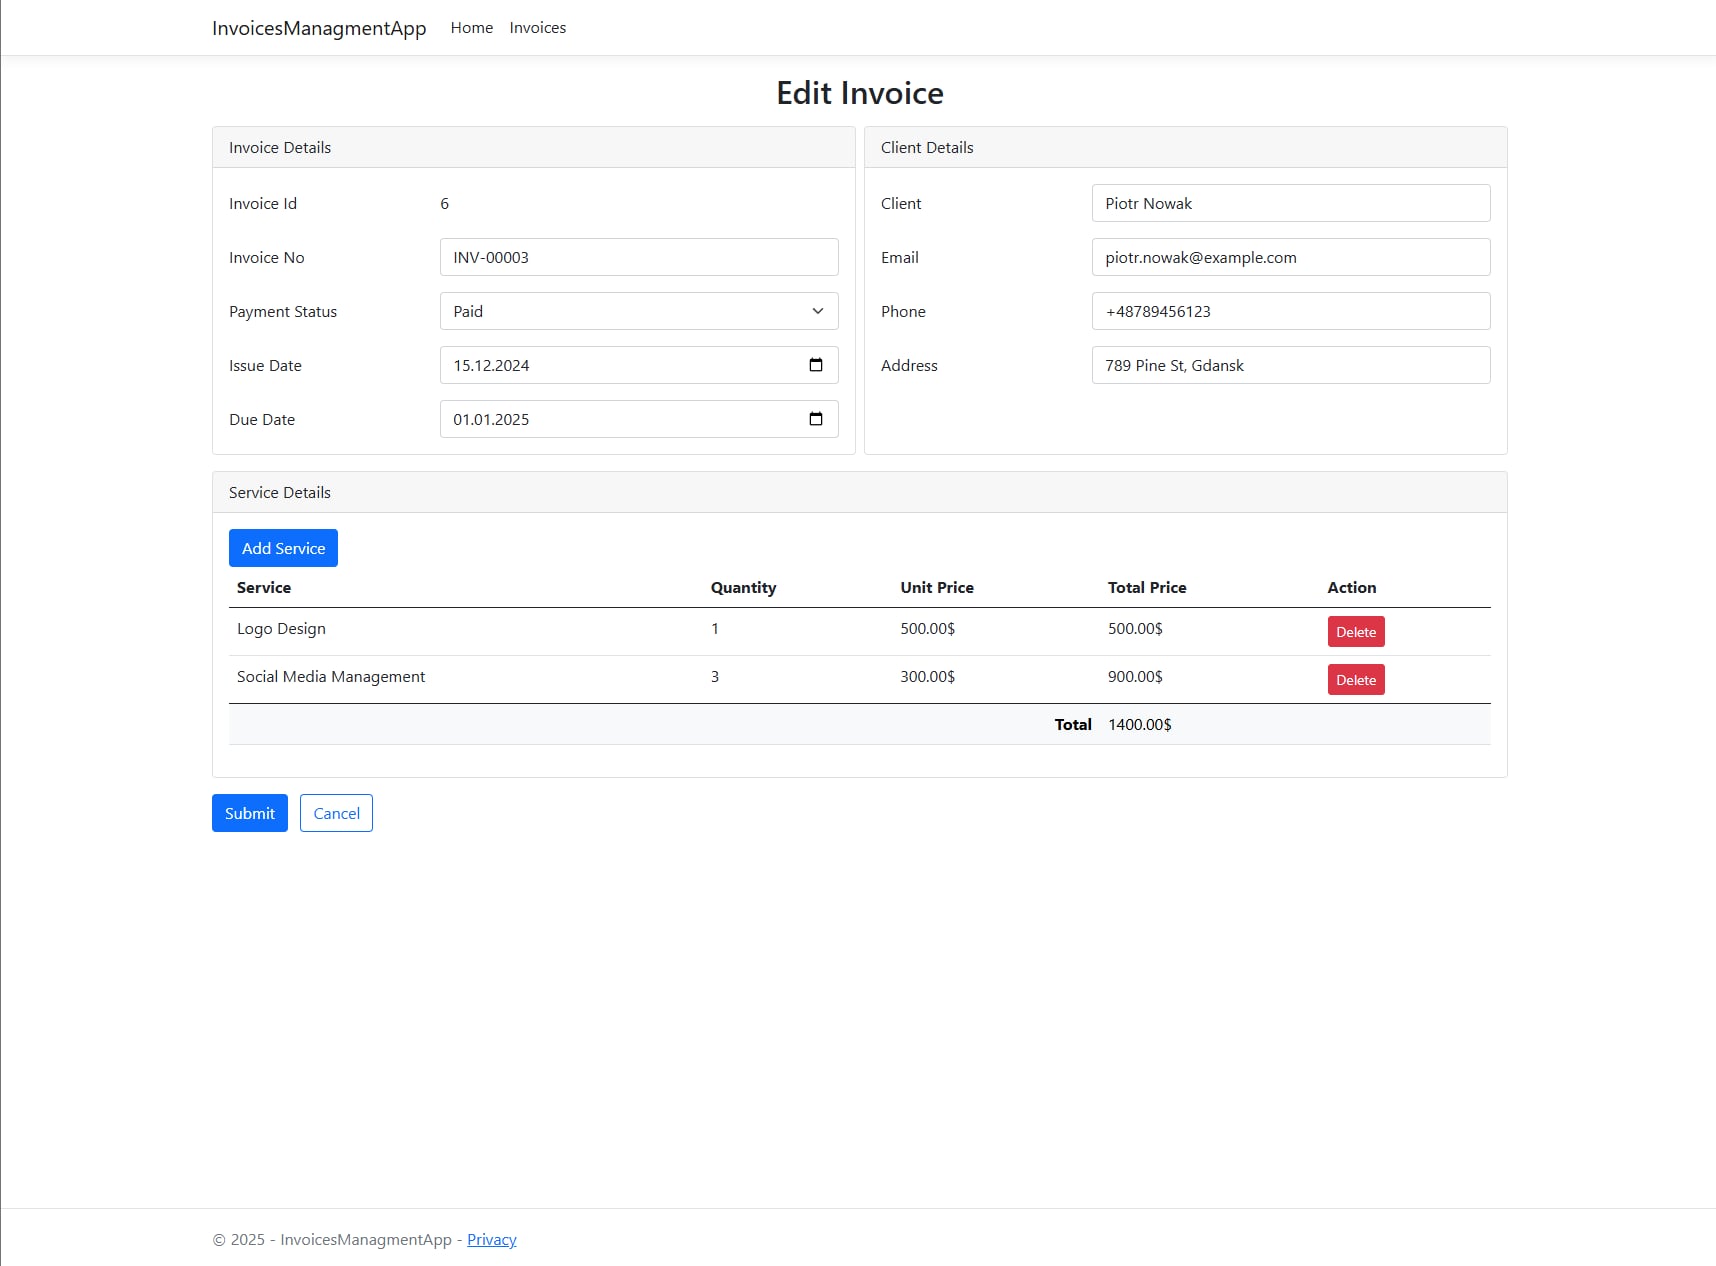 InvoicesManagmentApp Home Invoices
Edit Invoice
Invoice Details
Invoice Id 6
Invoice No INV-00003
Payment Status Paid
Issue Date 15.12.2024
Due Date 01.01.2025
Client Details
Client Piotr Nowak
Email piotr.nowak@example.com
Phone +48789456123
Address 789 Pine St, Gdansk
Service Details
Add Service
Service Quantity Unit Price Total Price Action
Logo Design 1 500.00$ 500.00$ Delete
Social Media Management 3 300.00$ 900.00$ Delete
Total 1400.00$
Submit Cancel
© 2025 - InvoicesManagmentApp - Privacy